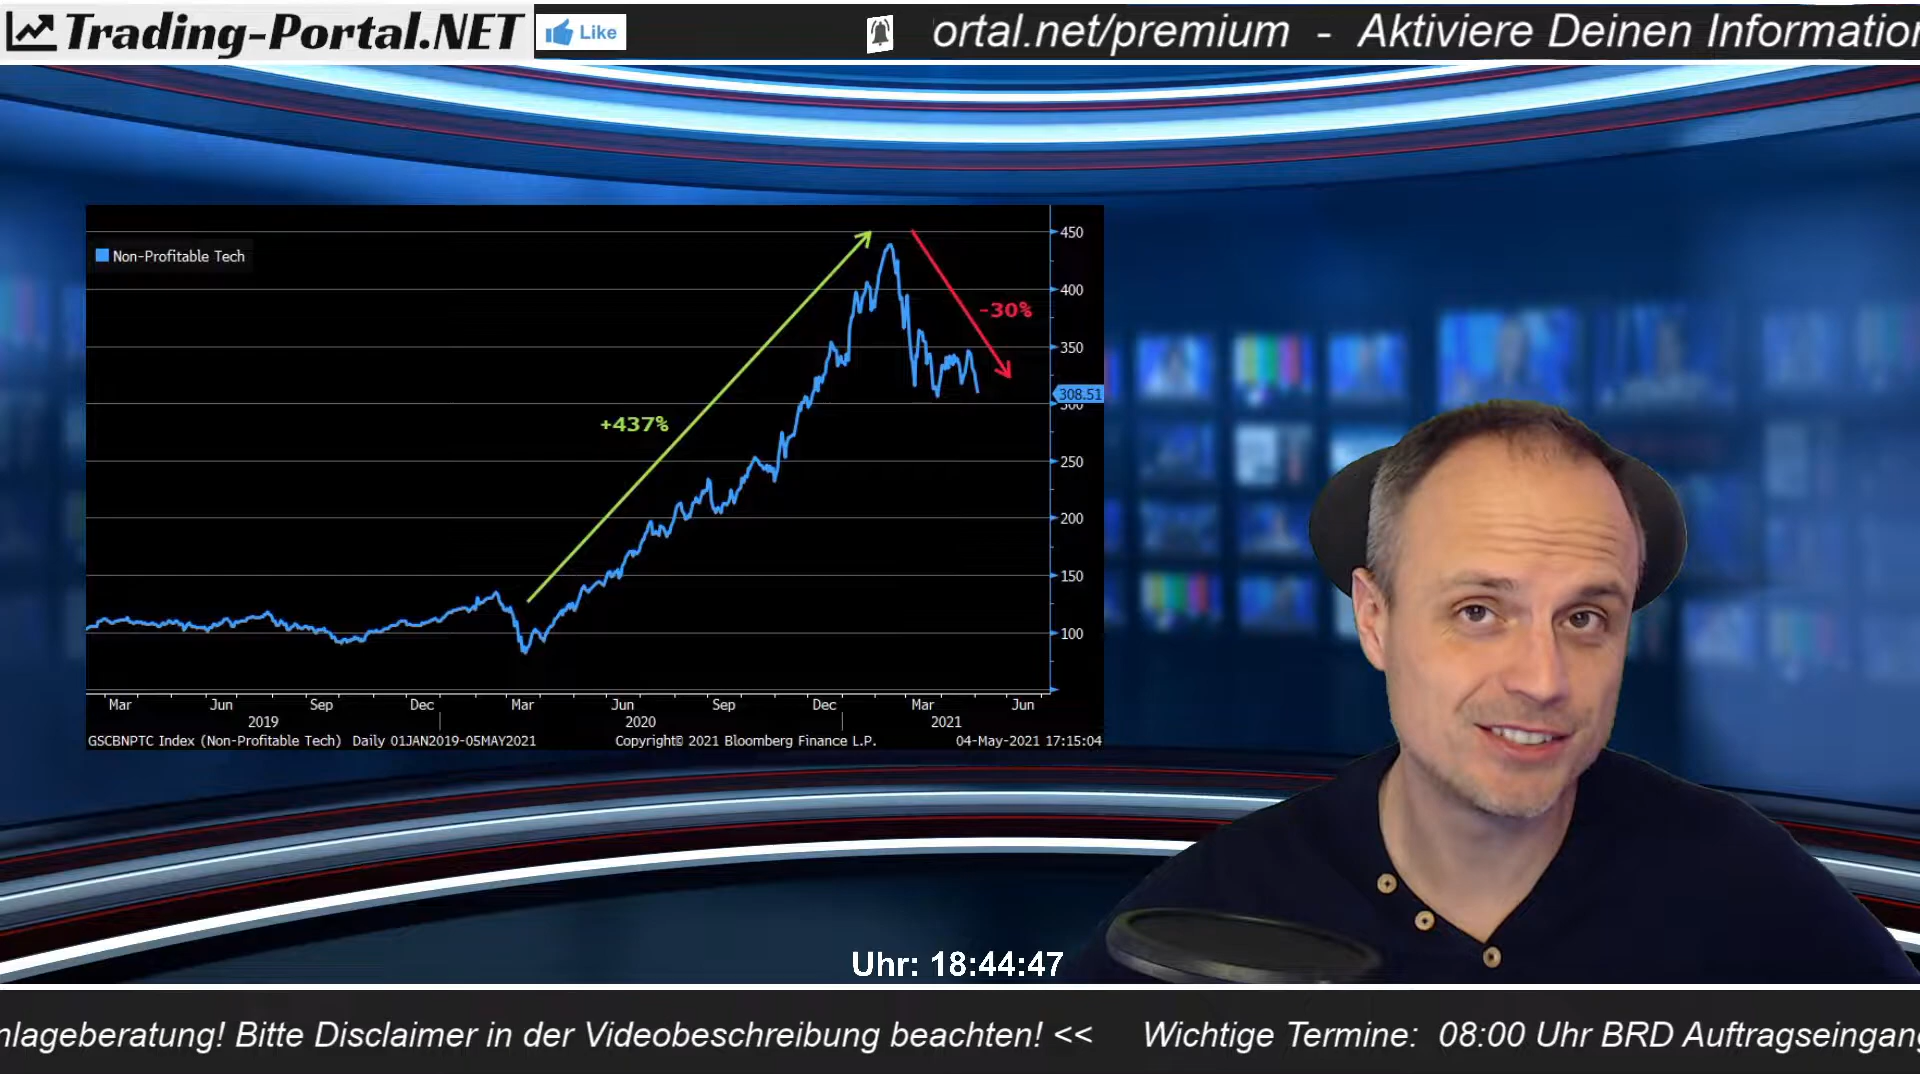 Trading-Portal.NET
Like
ortal.net/premium - Aktiviere Deinen Information
Non-Profitable Tech
450
400
-30%
350
308.51
300
+437%
250
200
150
100
Mar Jun Sep Dec Mar Jun Sep Dec Mar Jun
2019 2020 2021
GSCBNPTC Index (Non-Profitable Tech) Daily 01JAN2019-05MAY2021 Copyright© 2021 Bloomberg Finance L.P. 04-May-2021 17:15:04
Uhr: 18:44:47
nlageberatung! Bitte Disclaimer in der Videobeschreibung beachten! << Wichtige Termine: 08:00 Uhr BRD Auftragseingang